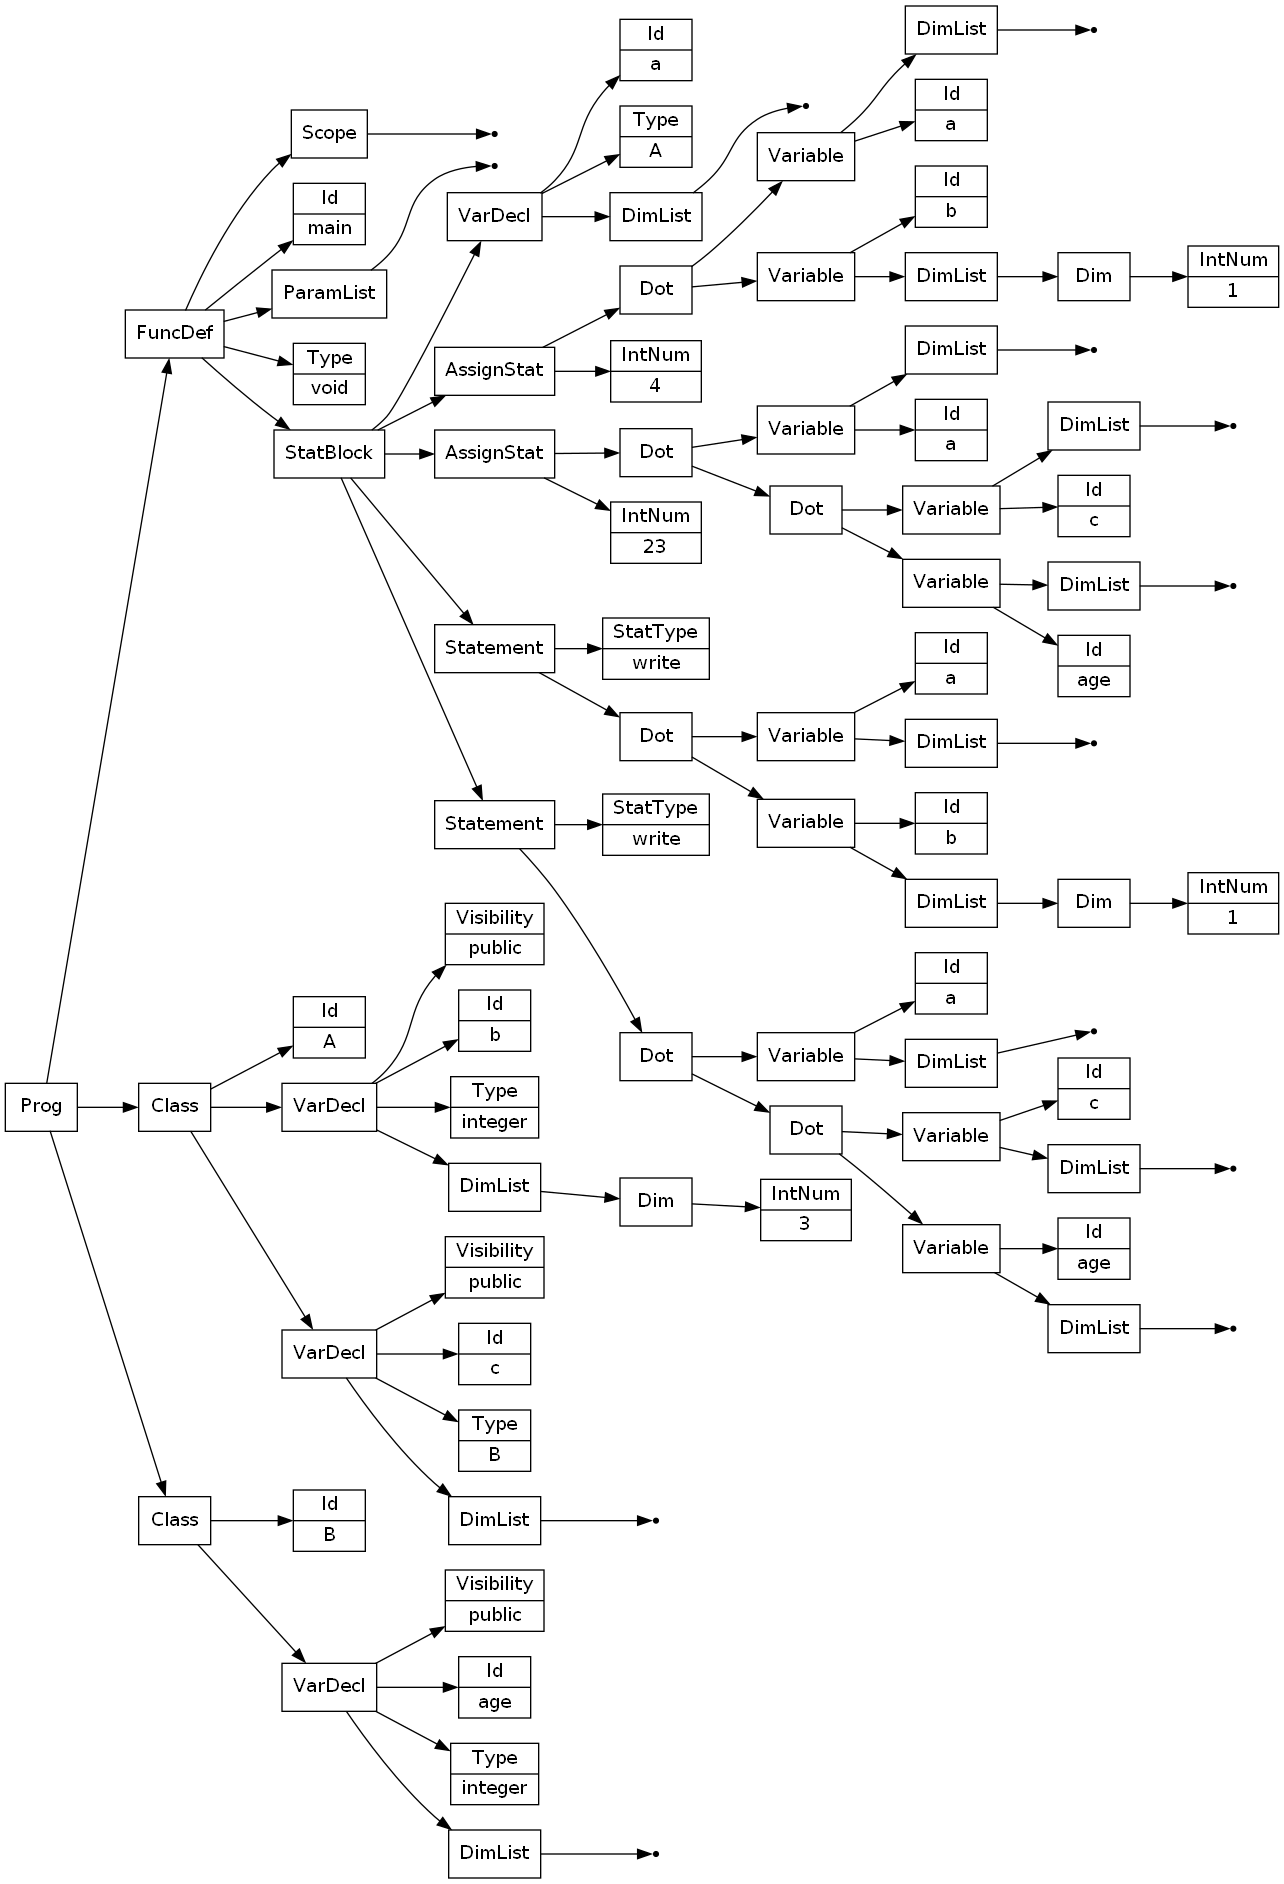 DimList
Id
a
Id
a
Type
A
Scope
Variable
Id
b
Id
main
VarDecl
DimList
ParamList
Dot
Variable
DimList
Dim
IntNum
1
FuncDef
Type
void
AssignStat
IntNum
4
DimList
Variable
Id
a
StatBlock
AssignStat
Dot
DimList
Dot
Variable
Id
c
IntNum
23
Variable
DimList
Statement
StatType
write
Id
a
Id
age
Dot
Variable
DimList
Statement
StatType
write
Variable
Id
b
DimList
Dim
IntNum
1
Visibility
public
Id
a
Id
A
Id
b
Dot
Variable
DimList
Prog
Class
VarDecl
Type
integer
Dot
Variable
Id
c
DimList
DimList
Dim
IntNum
3
Variable
Id
age
Visibility
public
DimList
VarDecl
Id
c
Type
B
Class
Id
B
DimList
Visibility
public
VarDecl
Id
age
Type
integer
DimList